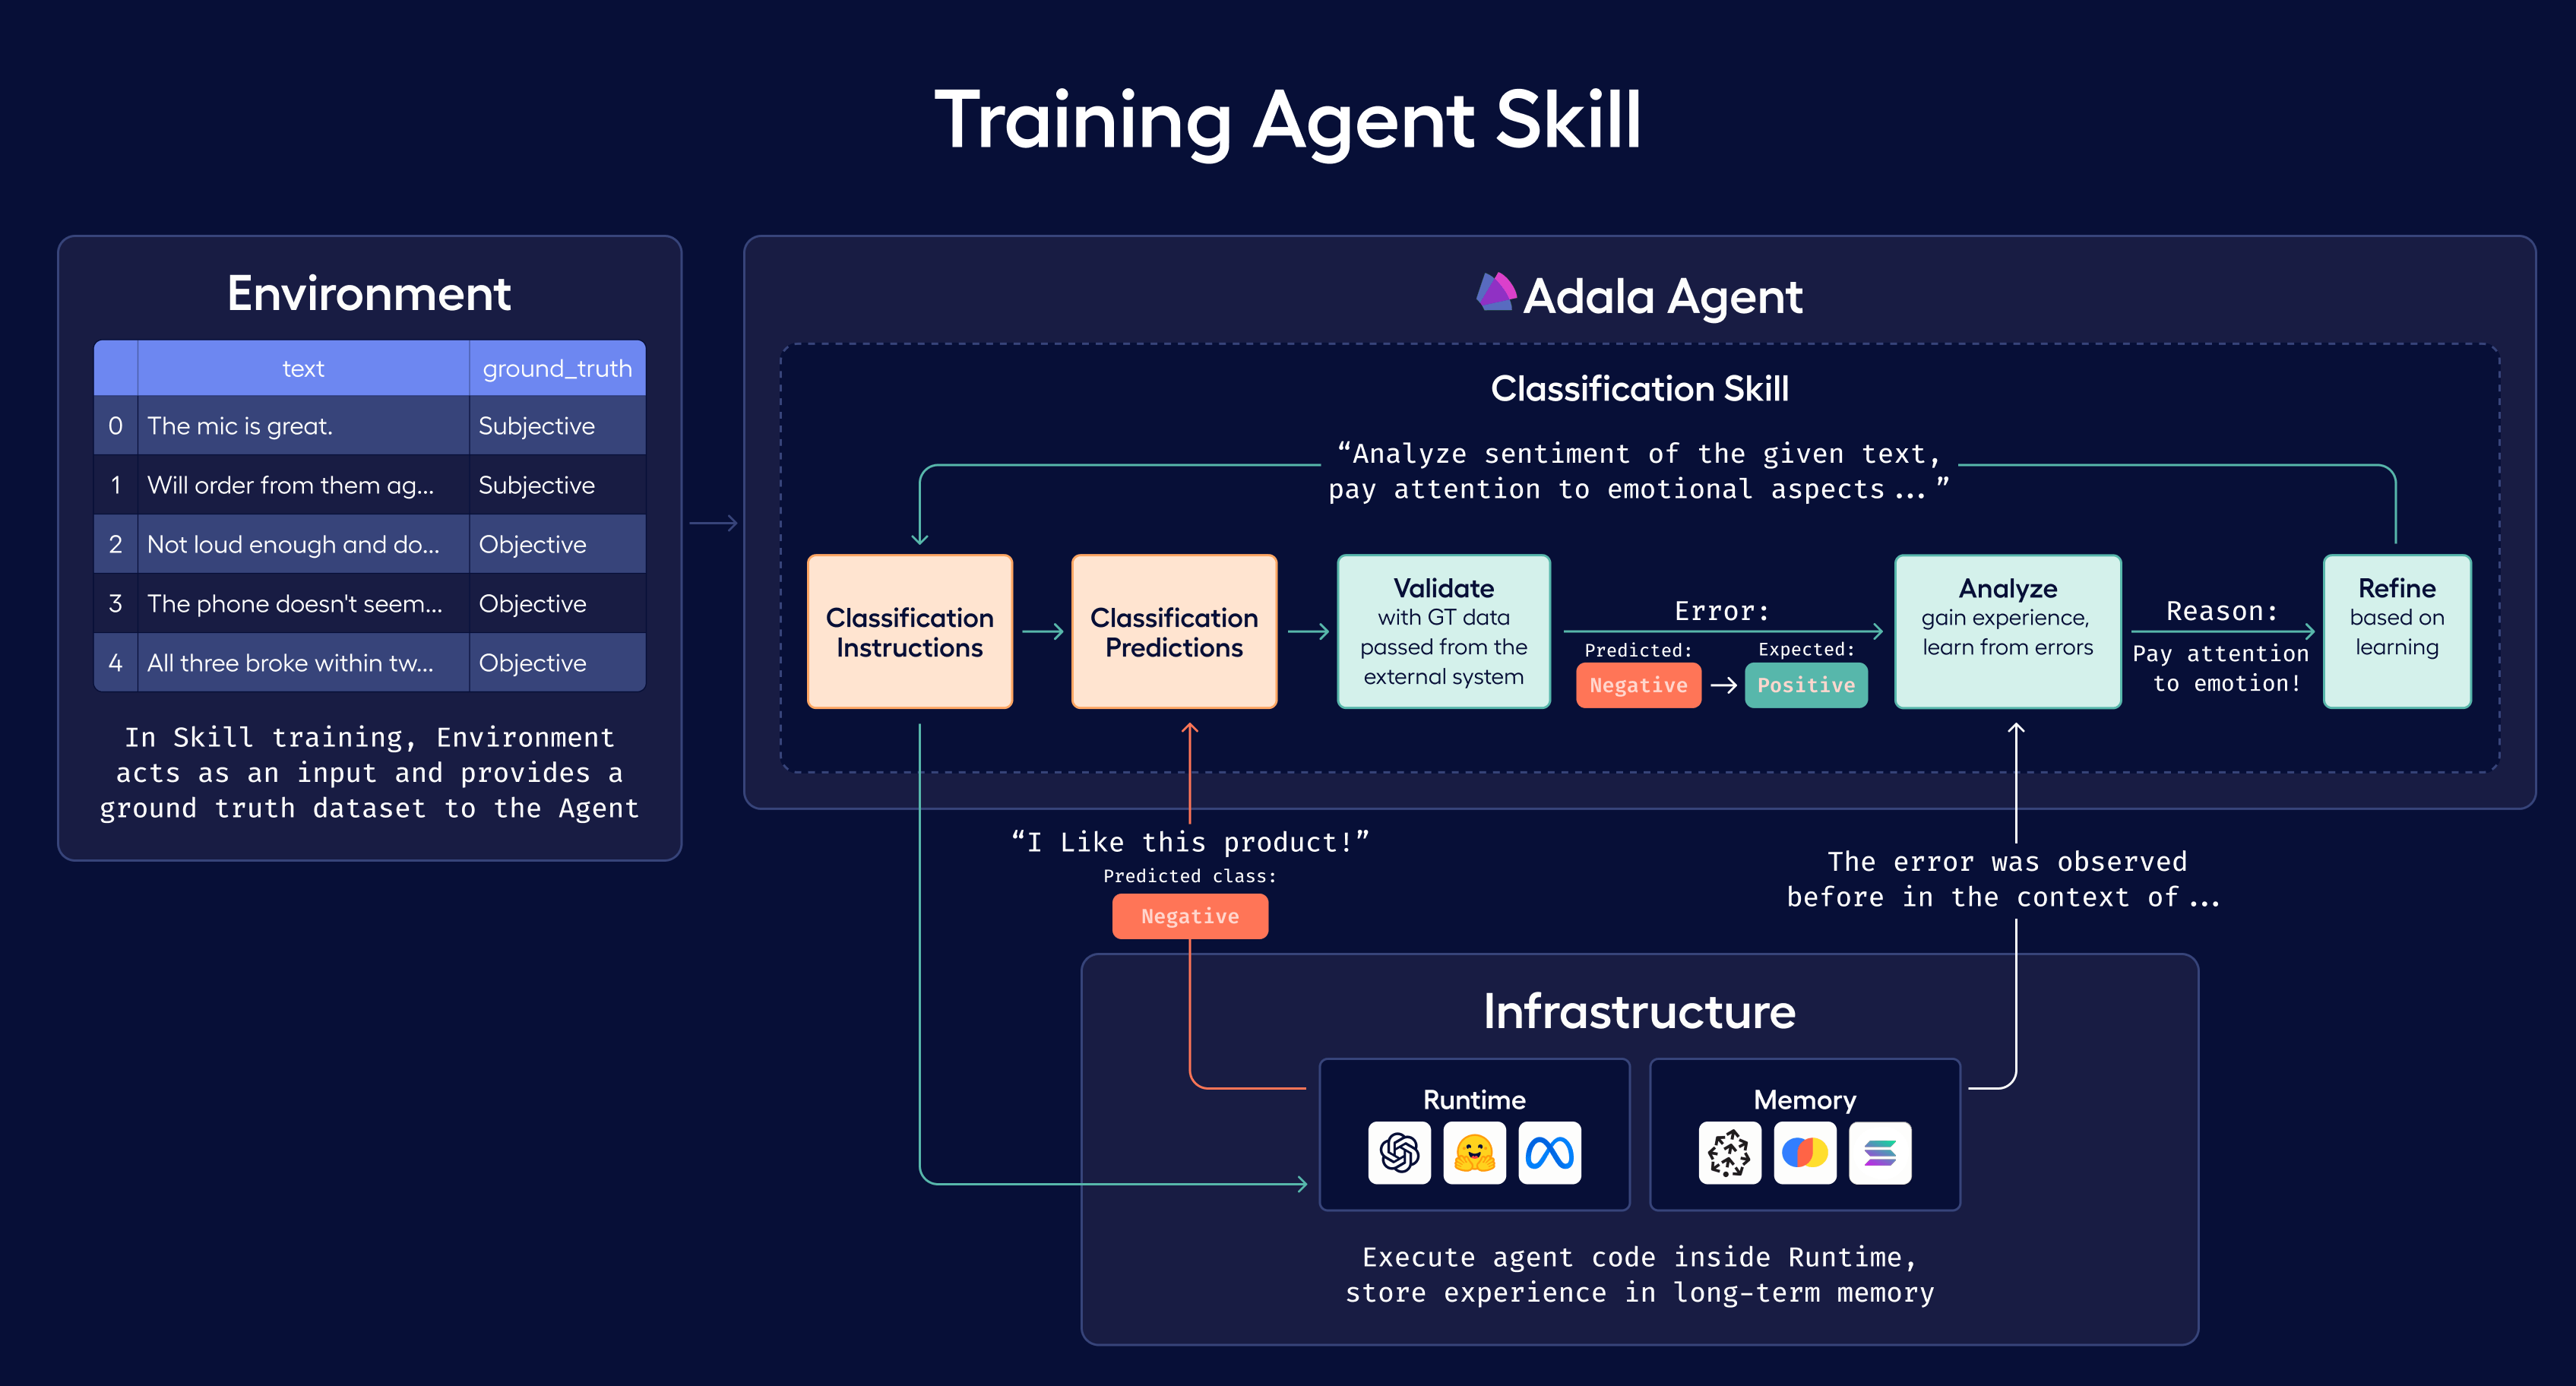 Training Agent Skill
Environment
text ground_truth
0 The mic is great. Subjective
1 Will order from them ag... Subjective
2 Not loud enough and do... Objective
3 The phone doesn't seem... Objective
4 All three broke within tw... Objective
In Skill training, Environment
acts as an input and provides a
ground truth dataset to the Agent
Adala Agent
Classification Skill
“Analyze sentiment of the given text,
pay attention to emotional aspects...”
Classification
Instructions
Classification
Predictions
Validate
with GT data
passed from the
external system
Error:
Predicted: Expected:
Negative → Positive
Analyze
gain experience,
learn from errors
Reason:
Pay attention
to emotion!
Refine
based on
learning
“I Like this product!”
Predicted class:
Negative
The error was observed
before in the context of...
Infrastructure
Runtime
Memory
Execute agent code inside Runtime,
store experience in long-term memory